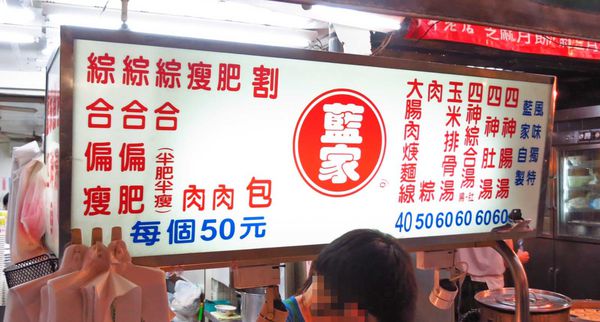 風味獨特
藍家自製
四神腸湯 60
四神肚湯 60
四神綜合湯 60
玉米排骨湯 60
肉粽 50
大腸肉焿麵線 40
藍家
割包
肥肉
瘦肉
綜合(半肥半瘦)
綜合偏肥
綜合偏瘦
每個50元